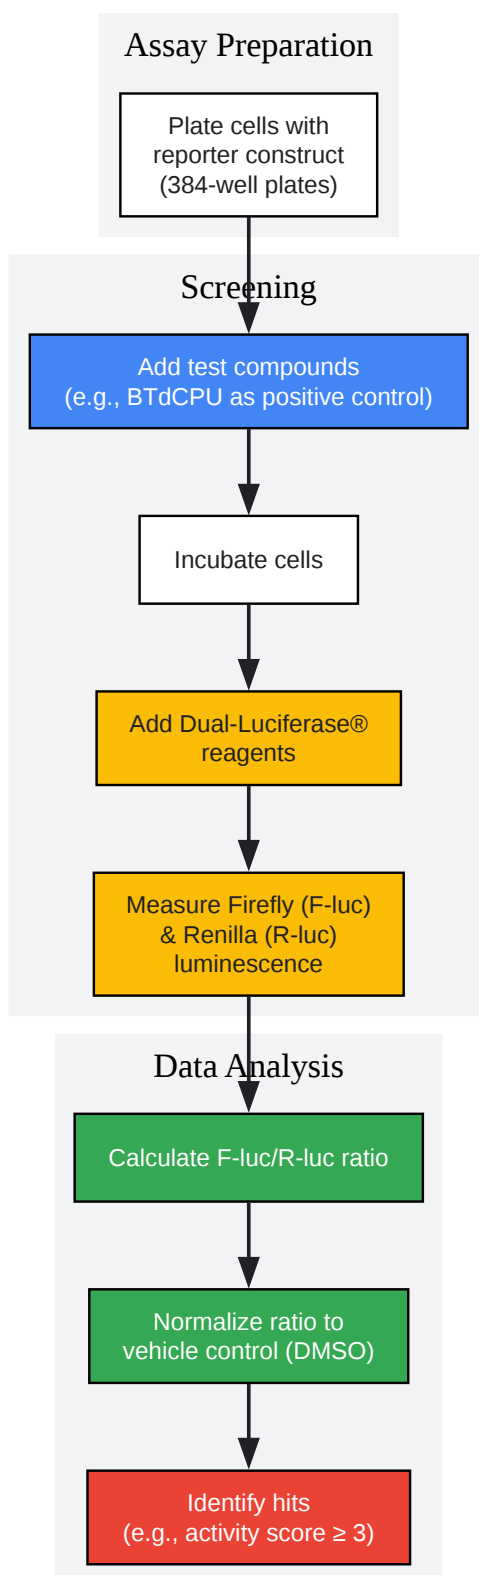 Assay Preparation
Plate cells with
reporter construct
(384-well plates)
Screening
Add test compounds
(e.g., BTdCPU as positive control)
Incubate cells
Add Dual-Luciferase®
reagents
Measure Firefly (F-luc)
& Renilla (R-luc)
luminescence
Data Analysis
Calculate F-luc/R-luc ratio
Normalize ratio to
vehicle control (DMSO)
Identify hits
(e.g., activity score ≥ 3)